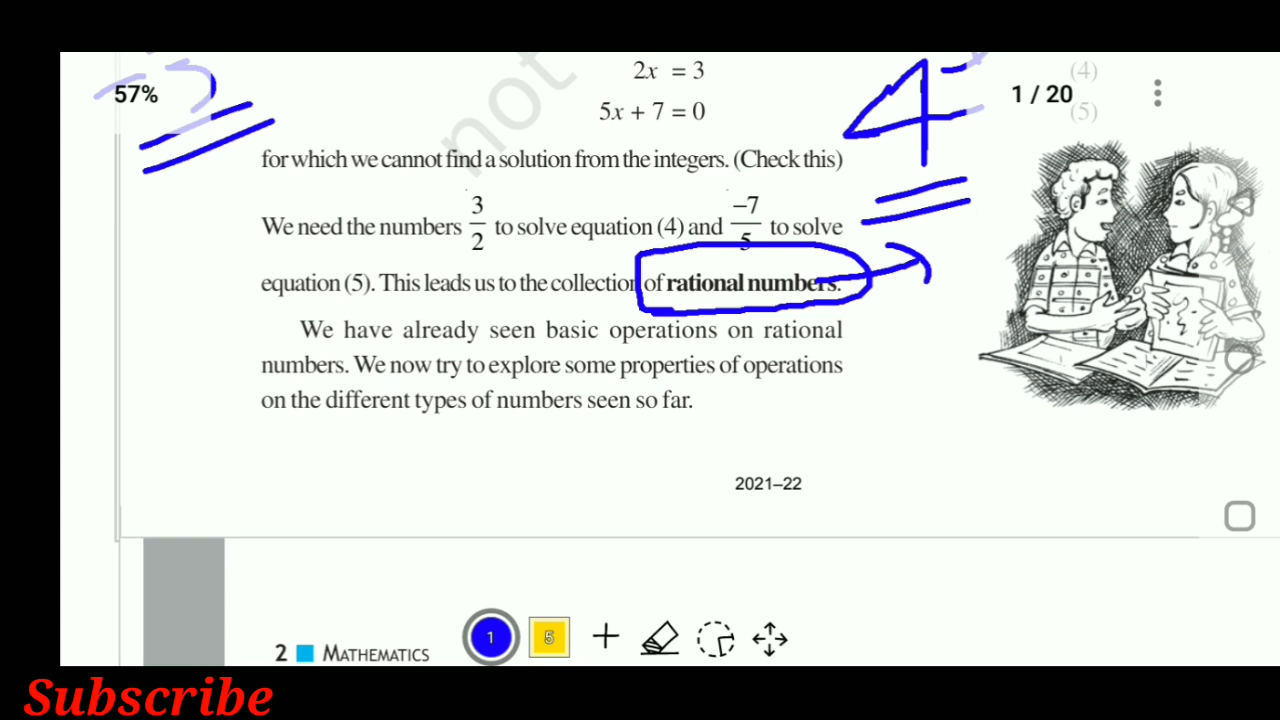 -3
4
57%
1 / 20
2x = 3 (4)
5x + 7 = 0 (5)
not
for which we cannot find a solution from the integers. (Check this)
We need the numbers 3/2 to solve equation (4) and –7/5 to solve
equation (5). This leads us to the collection of rational numbers.
We have already seen basic operations on rational
numbers. We now try to explore some properties of operations
on the different types of numbers seen so far.
2021–22
2 MATHEMATICS
1
5
Subscribe